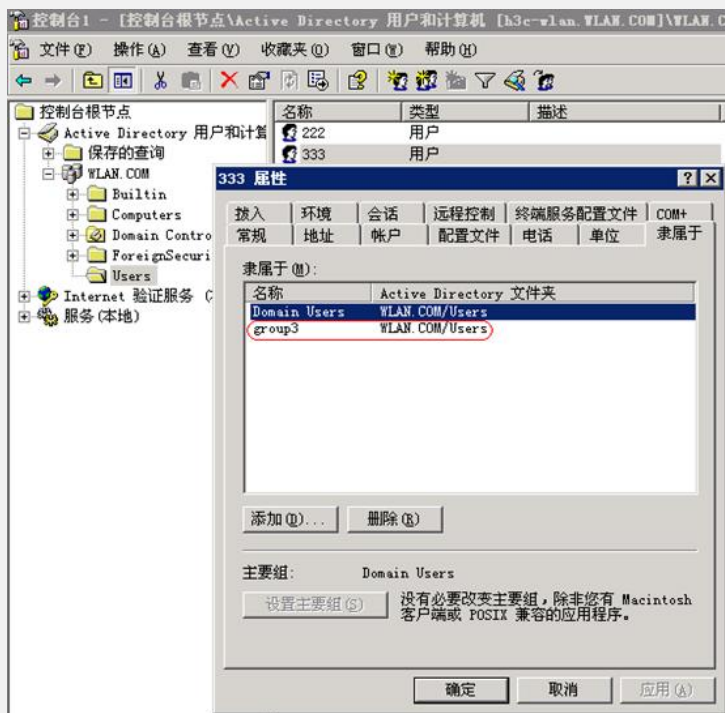 控制台1 - [控制台根节点\Active Directory 用户和计算机 [h3c-wlan.WLAN.COM]\WLAN.C
文件(F) 操作(A) 查看(V) 收藏夹(O) 窗口(W) 帮助(H)
控制台根节点
Active Directory 用户和计算
保存的查询
WLAN.COM
Builtin
Computers
Domain Contro
ForeignSecuri
Users
Internet 验证服务 (
服务(本地)
名称 类型 描述
222 用户
333 用户
333 属性
拨入 环境 会话 远程控制 终端服务配置文件 COM+
常规 地址 帐户 配置文件 电话 单位 隶属于
隶属于(M):
名称 Active Directory 文件夹
Domain Users WLAN.COM/Users
group3 WLAN.COM/Users
添加(D)... 删除(R)
主要组: Domain Users
设置主要组(S) 没有必要改变主要组，除非您有 Macintosh
客户端或 POSIX 兼容的应用程序。
确定 取消 应用(A)